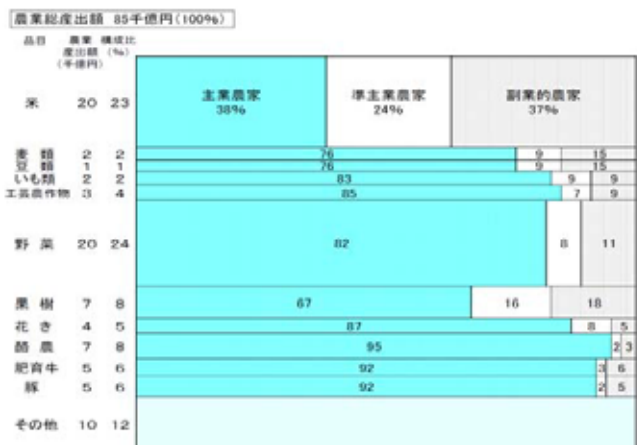 農業総産出額 85千億円(100%)
品目 農業 構成比
産出額 (%)
(千億円)
主業農家 準主業農家 副業的農家
米 20 23 38% 24% 37%
麦類 2 2 76 9 15
豆類 1 1 76 9 15
いも類 2 2 83 9 9
工芸農作物 3 4 85 7 9
野菜 20 24 82 8 11
果樹 7 8 67 16 18
花き 4 5 87 8 5
酪農 7 8 95 2 3
肥育牛 5 6 92 3 6
豚 5 6 92 2 5
その他 10 12